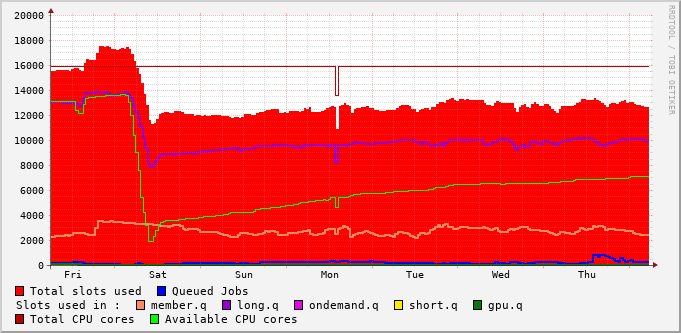 20000
18000
16000
14000
12000
10000
8000
6000
4000
2000
0
Fri Sat Sun Mon Tue Wed Thu
RRDTOOL / TOBI OETIKER
Total slots used Queued Jobs
Slots used in : member.q long.q ondemand.q short.q gpu.q
Total CPU cores Available CPU cores